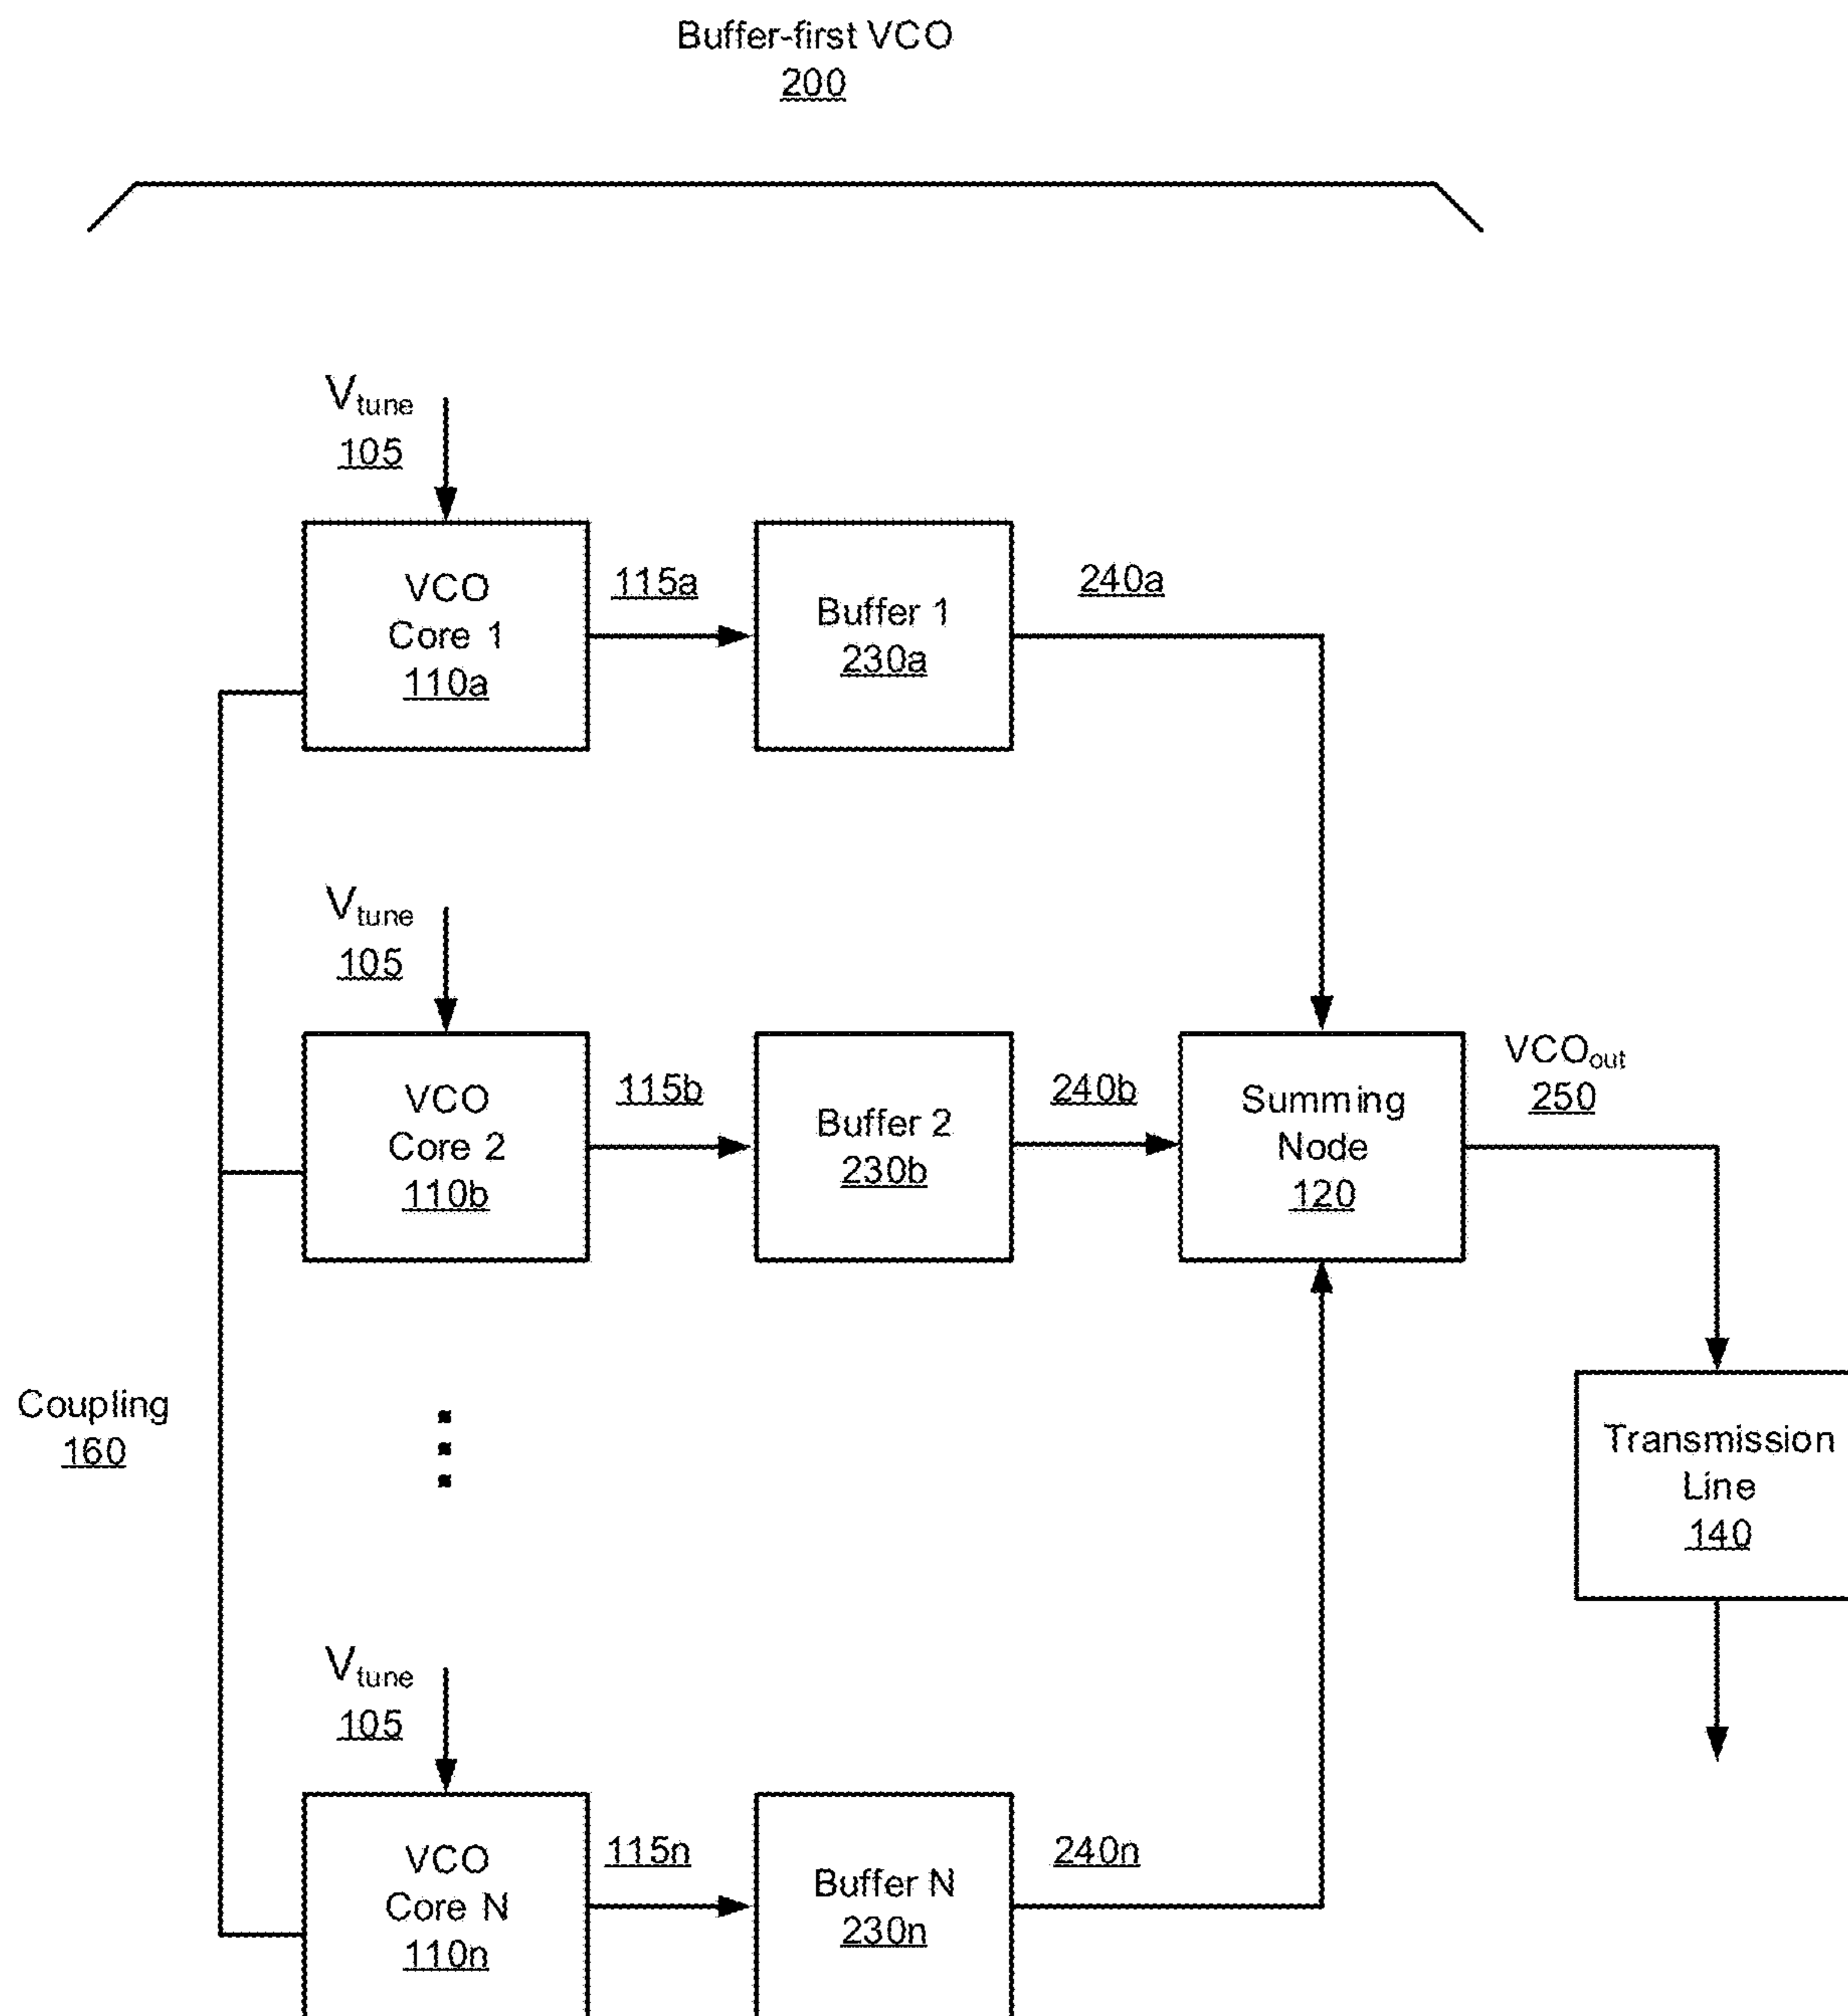 Buffer-first VCO
200
Vtune
105
VCO
Core 1
110a
115a
Buffer 1
230a
240a
Vtune
105
VCO
Core 2
110b
115b
Buffer 2
230b
240b
Summing
Node
120
VCOout
250
Coupling
160
Transmission
Line
140
Vtune
105
VCO
Core N
110n
115n
Buffer N
230n
240n